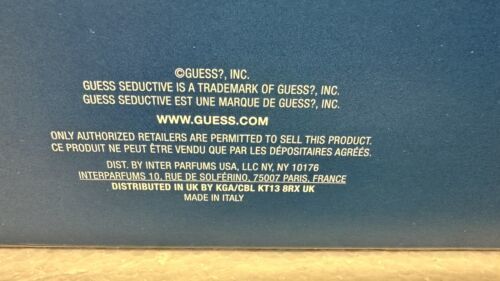 ©GUESS?, INC.
GUESS SEDUCTIVE IS A TRADEMARK OF GUESS?, INC.
GUESS SEDUCTIVE EST UNE MARQUE DE GUESS?, INC.
WWW.GUESS.COM
ONLY AUTHORIZED RETAILERS ARE PERMITTED TO SELL THIS PRODUCT.
CE PRODUIT NE PEUT ÊTRE VENDU QUE PAR LES DÉPOSITAIRES AGRÉÉS.
DIST. BY INTER PARFUMS USA, LLC NY, NY 10176
INTERPARFUMS 10, RUE DE SOLFÉRINO, 75007 PARIS, FRANCE.
DISTRIBUTED IN UK BY KGA/CBL KT13 8RX UK
MADE IN ITALY